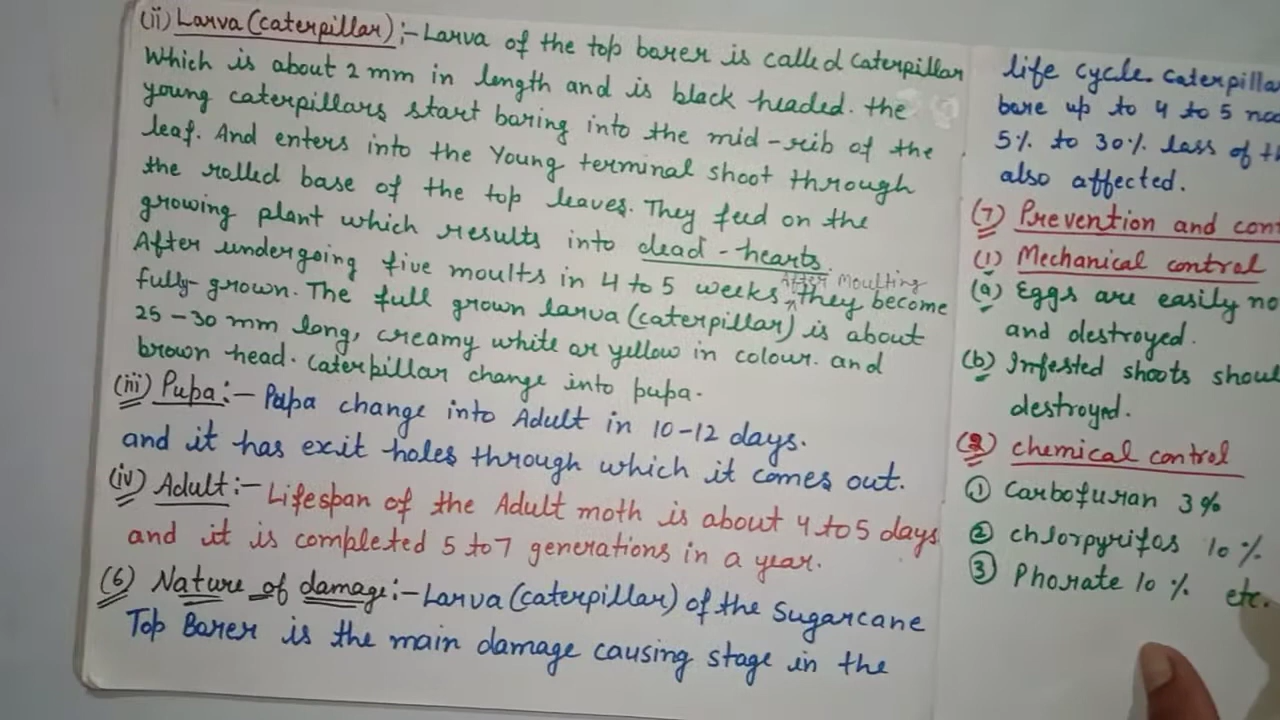 (ii) Larva (caterpillar) :- Larva of the top barer is called caterpillar
Which is about 2 mm in length and is black headed. the
young caterpillars start baring into the mid-rib of the
leaf. And enters into the Young terminal shoot through
the ralled base of the top leaves. They feed on the
growing plant which results into dead-hearts.
After undergoing five moults in 4 to 5 weeks, After Moulting they become
fully-grown. The full grown larva (caterpillar) is about
25-30 mm long, creamy white ar yellow in colour. and
brown head. Caterpillar change into pupa.
(iii) Pupa :- Pupa change into Adult in 10-12 days.
and it has exit holes through which it comes out.
(iv) Adult :- Lifespan of the Adult moth is about 4 to 5 days
and it is completed 5 to 7 generations in a year.
(6) Nature of damage :- Larva (caterpillar) of the Sugarcane
Top Barer is the main damage causing stage in the
life cycle. Caterpilla
bare up to 4 to 5 
5% to 30% lass of
also affected.
(7) Prevention and con
(1) Mechanical control
(a) Eggs are easily no
and destroyed.
(b) Infested shoots shoul
destroyed.
(2) chemical control
① Carbofuran 3%
② chlorpyrifas 10%
③ Phorate 10% etc.